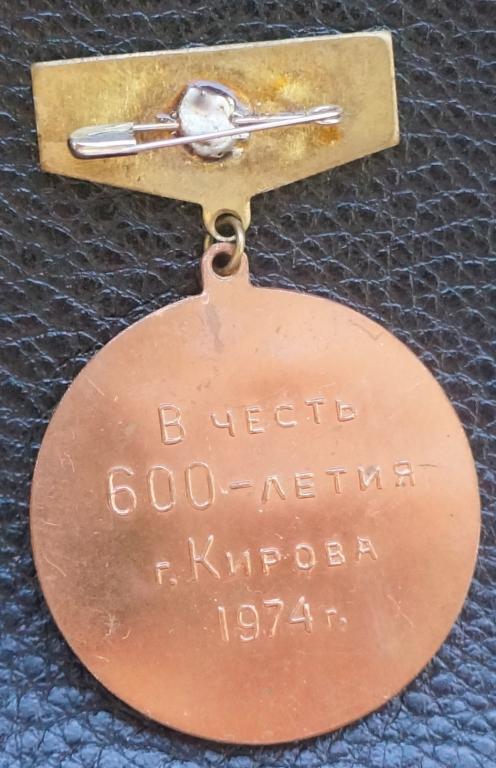 В честь
600-летия
г. Кирова
1974 г.